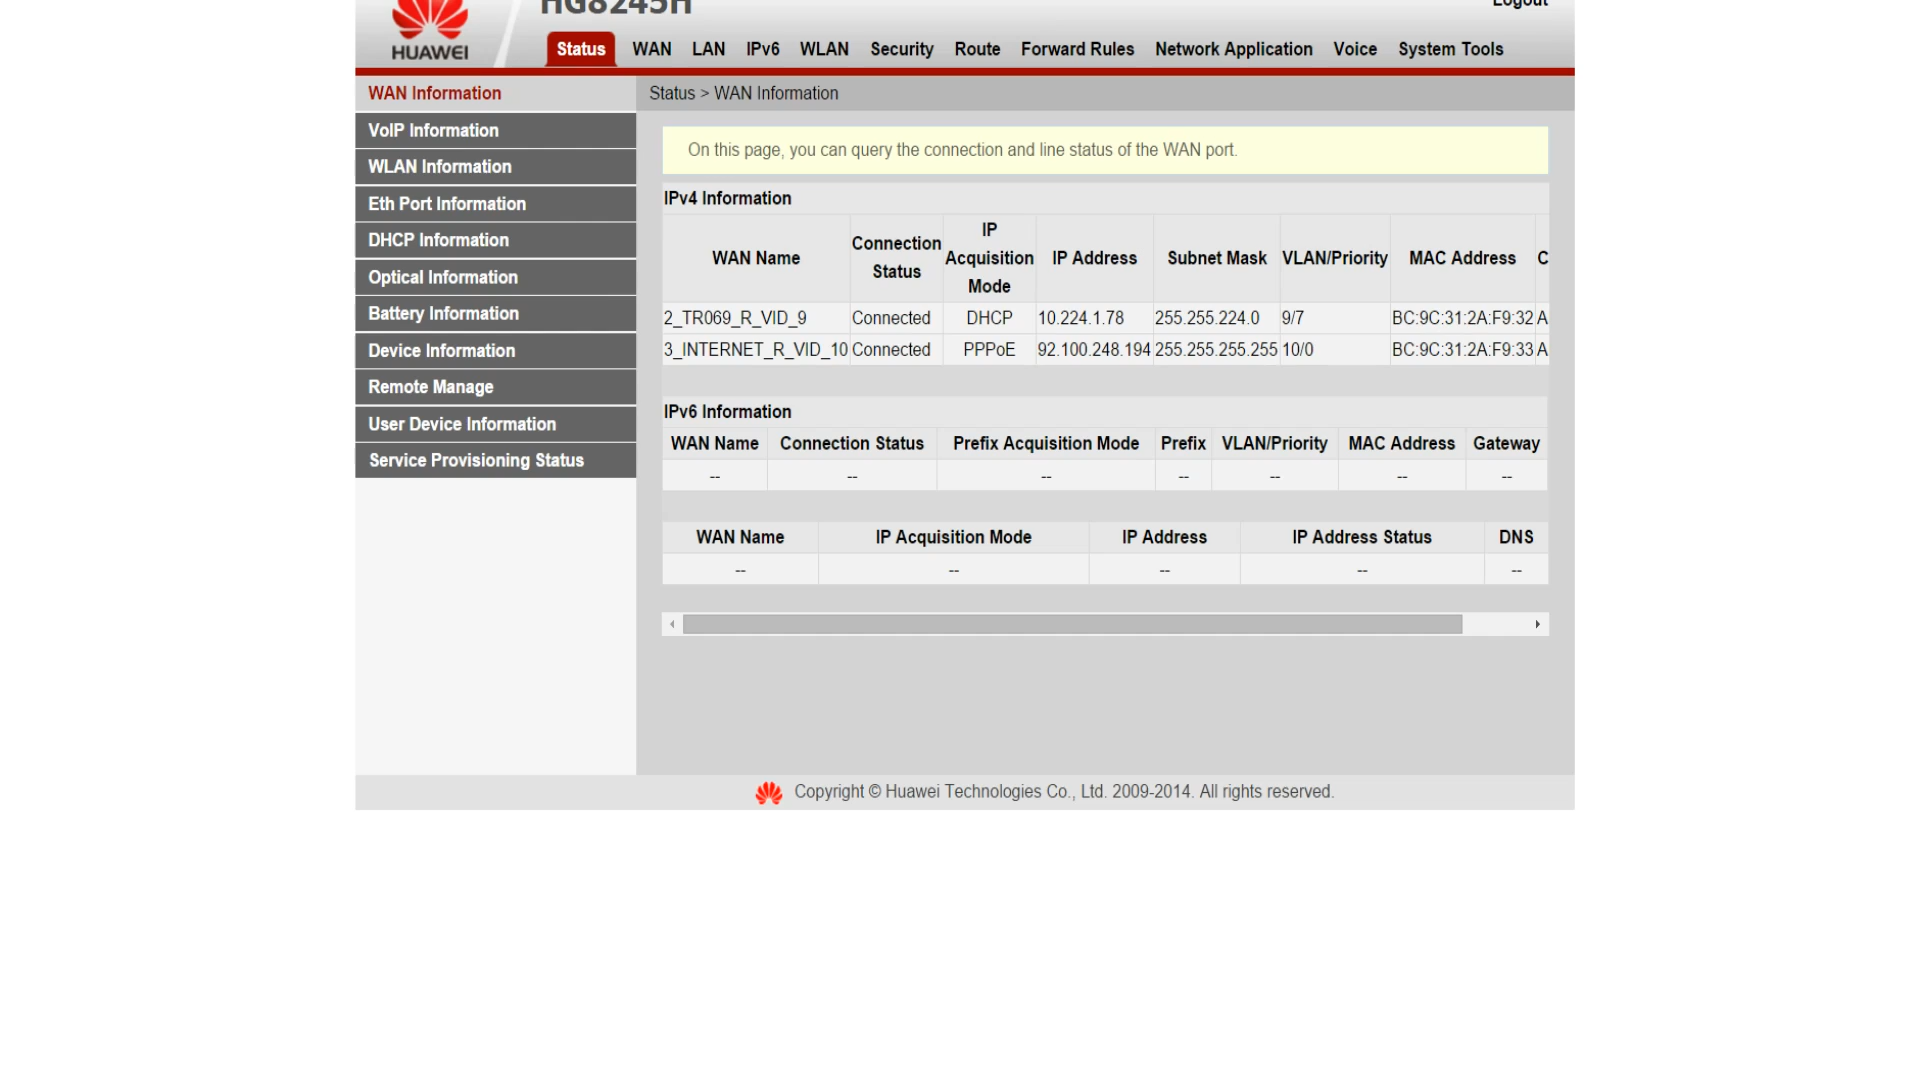 HG8245H
Logout
HUAWEI
Status WAN LAN IPv6 WLAN Security Route Forward Rules Network Application Voice System Tools
WAN Information
VoIP Information
WLAN Information
Eth Port Information
DHCP Information
Optical Information
Battery Information
Device Information
Remote Manage
User Device Information
Service Provisioning Status
Status > WAN Information
On this page, you can query the connection and line status of the WAN port.
IPv4 Information
WAN Name Connection Status IP Acquisition Mode IP Address Subnet Mask VLAN/Priority MAC Address C
2_TR069_R_VID_9 Connected DHCP 10.224.1.78 255.255.224.0 9/7 BC:9C:31:2A:F9:32 A
3_INTERNET_R_VID_10 Connected PPPoE 92.100.248.194 255.255.255.255 10/0 BC:9C:31:2A:F9:33 A
IPv6 Information
WAN Name Connection Status Prefix Acquisition Mode Prefix VLAN/Priority MAC Address Gateway
-- -- -- -- -- -- --
WAN Name IP Acquisition Mode IP Address IP Address Status DNS
-- -- -- -- --
Copyright © Huawei Technologies Co., Ltd. 2009-2014. All rights reserved.